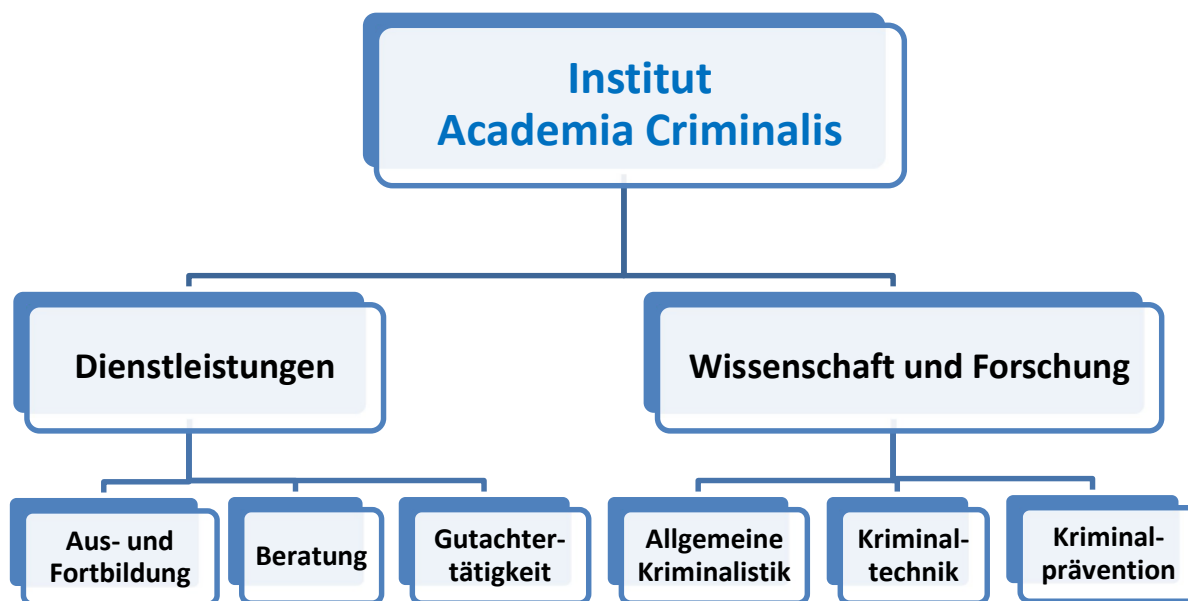 Institut
Academia Criminalis
Dienstleistungen
Wissenschaft und Forschung
Aus- und
Fortbildung
Beratung
Gutachter-
tätigkeit
Allgemeine
Kriminalistik
Kriminal-
technik
Kriminal-
prävention